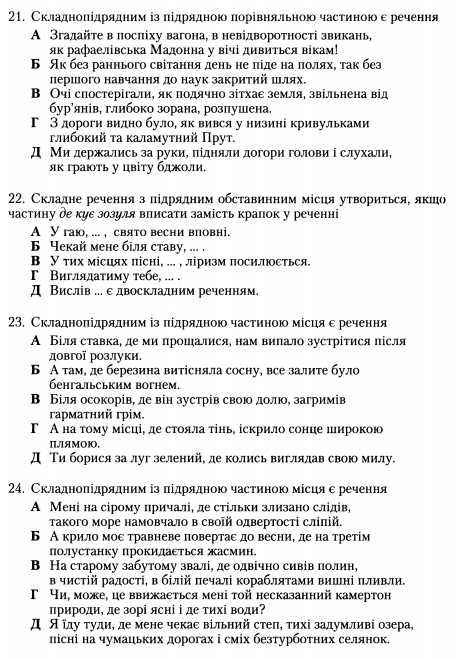 21. Складнопідрядним із підрядною порівняльною частиною є речення
А Згадайте в поспіху вагона, в невідворотності звикань,
як рафаелівська Мадонна у вічі дивиться вікам!
Б Як без раннього світання день не піде на полях, так без
першого навчання до наук закритий шлях.
В Очі спостерігали, як подячно зітхає земля, звільнена від
бур'янів, глибоко зорана, розпушена.
Г З дороги видно було, як вився у низині кривульками
глибокий та каламутний Прут.
Д Ми держались за руки, підняли догори голови і слухали,
як грають у цвіту бджоли.
22. Складне речення з підрядним обставинним місця утвориться, якщо
частину де кує зозуля вписати замість крапок у реченні
А У гаю, ... , свято весни вповні.
Б Чекай мене біля ставу, ... .
В У тих місцях пісні, ... , ліризм посилюється.
Г Виглядатиму тебе, ... .
Д Вислів ... є двоскладним реченням.
23. Складнопідрядним із підрядною частиною місця є речення
А Біля ставка, де ми прощалися, нам випало зустрітися після
довгої розлуки.
Б А там, де березина витісняла сосну, все залите було
бенгальським вогнем.
В Біля осокорів, де він зустрів свою долю, загримів
гарматний грім.
Г А на тому місці, де стояла тінь, іскрило сонце широкою
плямою.
Д Ти борися за луг зелений, де колись виглядав свою милу.
24. Складнопідрядним із підрядною частиною місця є речення
А Мені на сірому причалі, де стільки злизано слідів,
такого море намовчало в своїй одвертості сліпій.
Б А крило моє травневе повертає до весни, де на третім
полустанку прокидається жасмин.
В На старому забутому звалі, де одвічно сивів полин,
в чистій радості, в білій печалі кораблятами вишні пливли.
Г Чи, може, це ввижається мені той несказанний камертон
природи, де зорі ясні і де тихі води?
Д Я їду туди, де мене чекає вільний степ, тихі задумливі озера,
пісні на чумацьких дорогах і сміх безтурботних селянок.